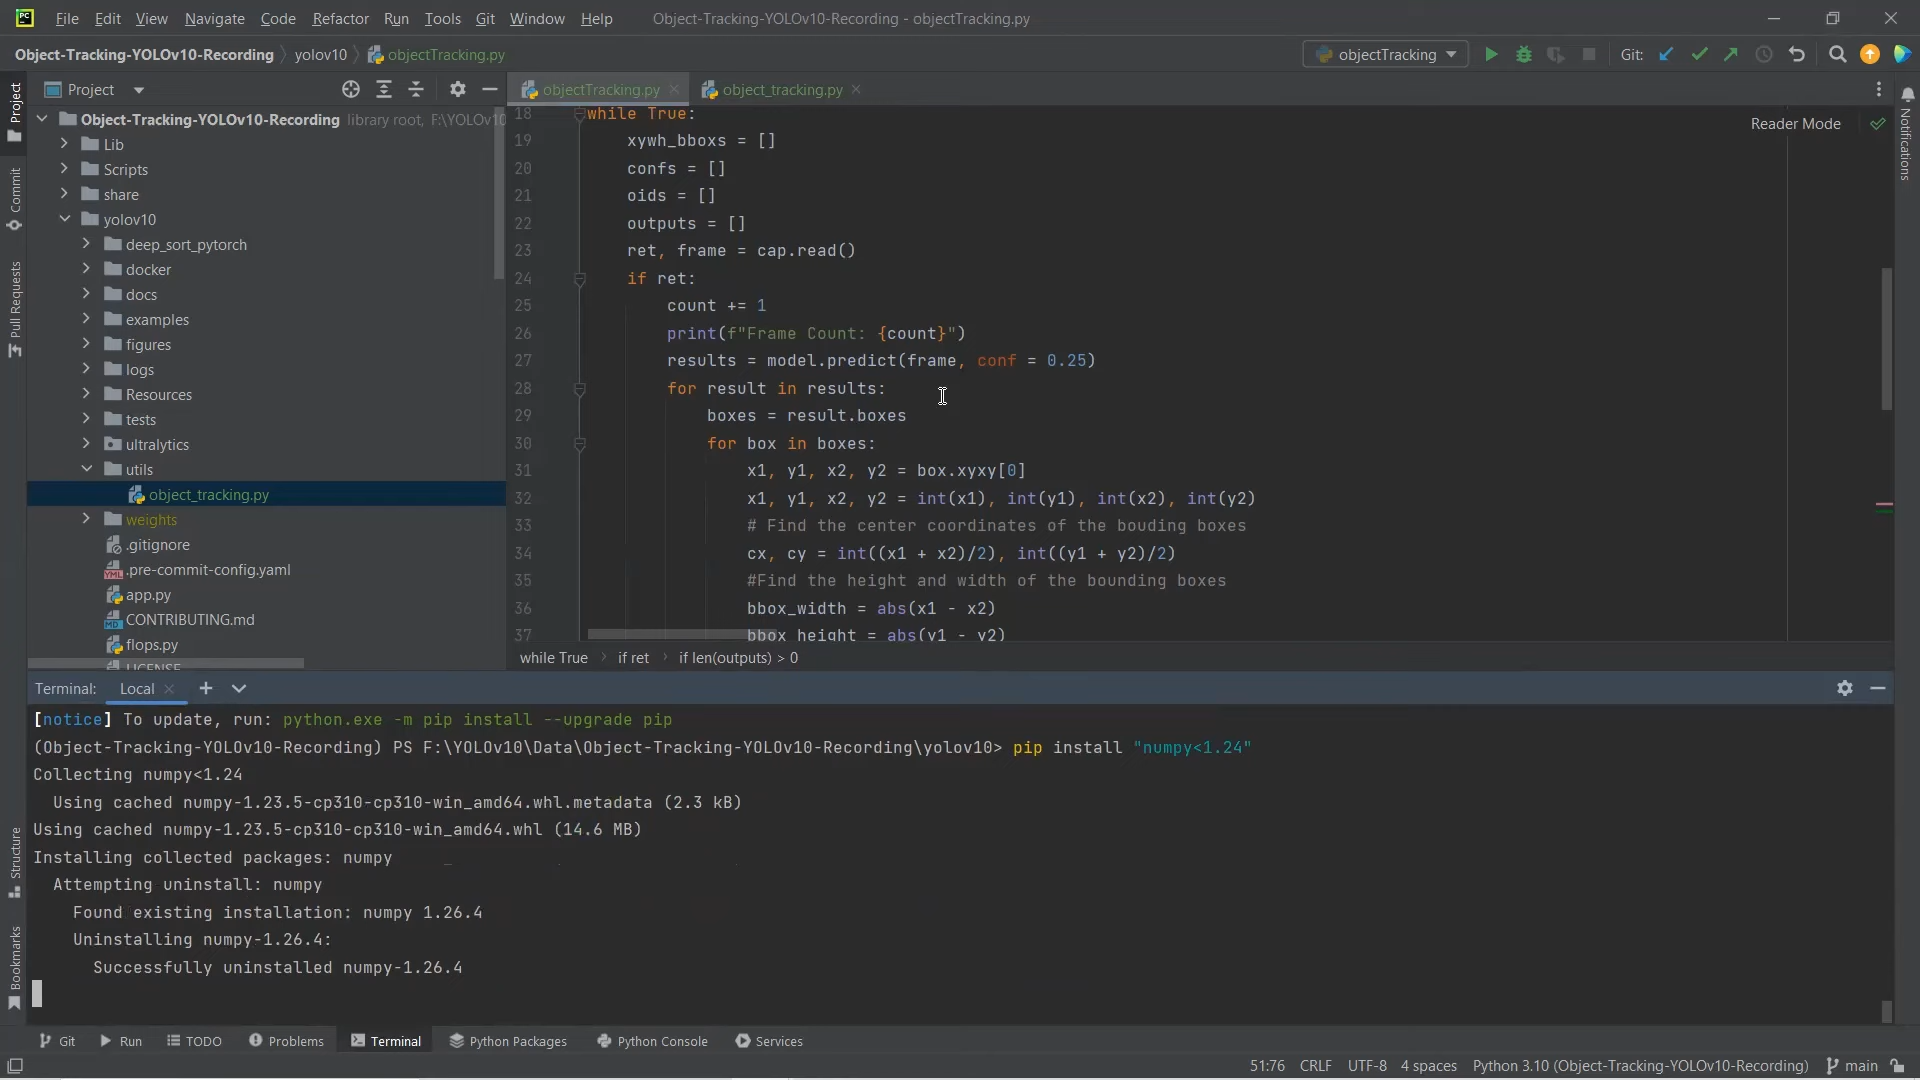 PC File Edit View Navigate Code Refactor Run Tools Git Window Help Object-Tracking-YOLOv10-Recording - objectTracking.py
Object-Tracking-YOLOv10-Recording yolov10 objectTracking.py objectTracking Git:
Project objectTracking.py object_tracking.py
Project
Commit
Pull Requests
Structure
Bookmarks
Object-Tracking-YOLOv10-Recording library root, F:\YOLOv10
Lib
Scripts
share
yolov10
deep_sort_pytorch
docker
docs
examples
figures
logs
Resources
tests
ultralytics
utils
object_tracking.py
weights
.gitignore
.pre-commit-config.yaml
app.py
CONTRIBUTING.md
flops.py
LICENSE
Reader Mode
Notifications
18 while True:
19 xywh_bboxs = []
20 confs = []
21 oids = []
22 outputs = []
23 ret, frame = cap.read()
24 if ret:
25 count += 1
26 print(f"Frame Count: {count}")
27 results = model.predict(frame, conf = 0.25)
28 for result in results:
29 boxes = result.boxes
30 for box in boxes:
31 x1, y1, x2, y2 = box.xyxy[0]
32 x1, y1, x2, y2 = int(x1), int(y1), int(x2), int(y2)
33 # Find the center coordinates of the bouding boxes
34 cx, cy = int((x1 + x2)/2), int((y1 + y2)/2)
35 #Find the height and width of the bounding boxes
36 bbox_width = abs(x1 - x2)
37 bbox_height = abs(y1 - y2)
while True if ret if len(outputs) > 0
Terminal: Local
[notice] To update, run: python.exe -m pip install --upgrade pip
(Object-Tracking-YOLOv10-Recording) PS F:\YOLOv10\Data\Object-Tracking-YOLOv10-Recording\yolov10> pip install "numpy<1.24"
Collecting numpy<1.24
Using cached numpy-1.23.5-cp310-cp310-win_amd64.whl.metadata (2.3 kB)
Using cached numpy-1.23.5-cp310-cp310-win_amd64.whl (14.6 MB)
Installing collected packages: numpy
Attempting uninstall: numpy
Found existing installation: numpy 1.26.4
Uninstalling numpy-1.26.4:
Successfully uninstalled numpy-1.26.4
Git Run TODO Problems Terminal Python Packages Python Console Services
51:76 CRLF UTF-8 4 spaces Python 3.10 (Object-Tracking-YOLOv10-Recording) main